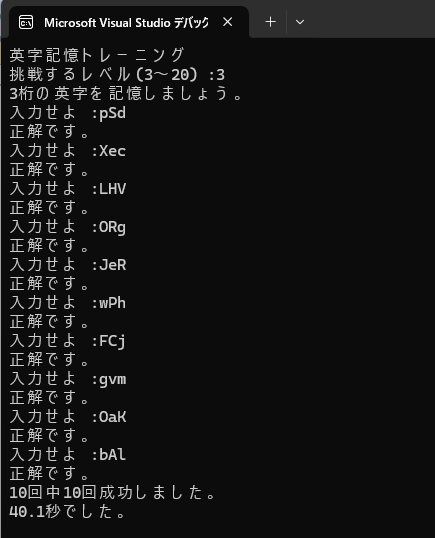 Microsoft Visual Studio デバック
英字記憶トレーニング
挑戦するレベル(3～20) :3
3桁の英字を記憶しましょう。
入力せよ :pSd
正解です。
入力せよ :Xec
正解です。
入力せよ :LHV
正解です。
入力せよ :ORg
正解です。
入力せよ :JeR
正解です。
入力せよ :wPh
正解です。
入力せよ :FCj
正解です。
入力せよ :gvm
正解です。
入力せよ :OaK
正解です。
入力せよ :bAl
正解です。
10回中10回成功しました。
40.1秒でした。